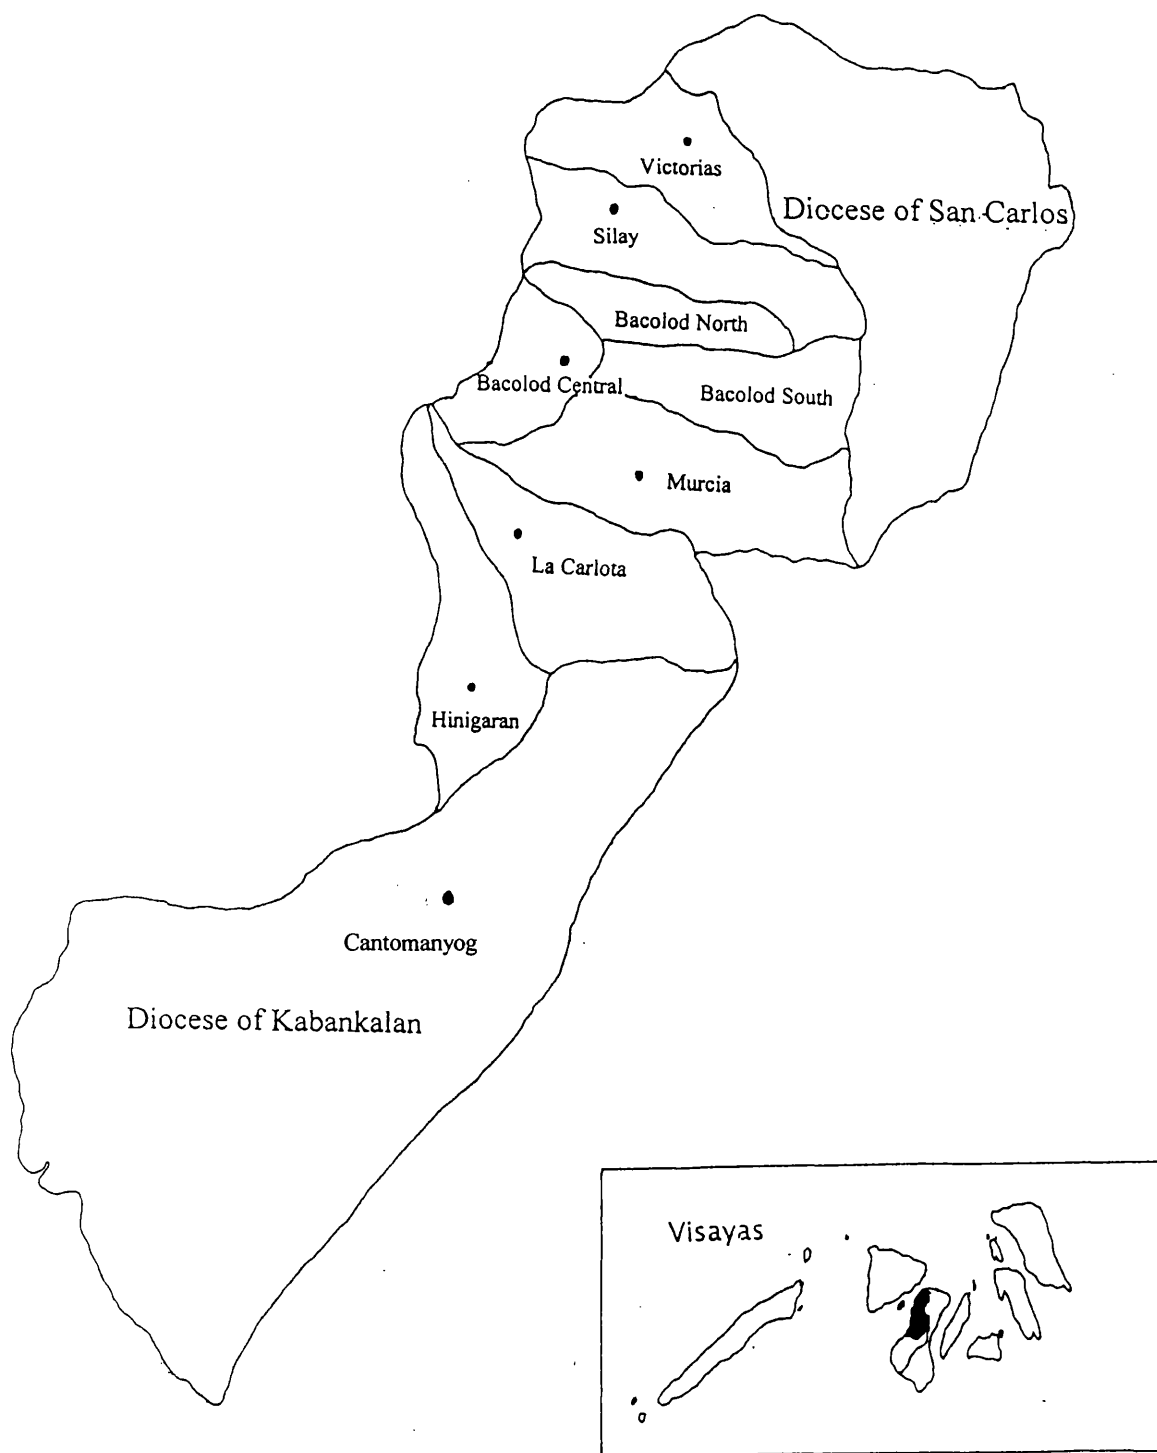 Victorias
Diocese of San Carlos
Silay
Bacolod North
Bacolod Central
Bacolod South
Murcia
La Carlota
Hinigaran
Cantomanyog
Diocese of Kabankalan
Visayas